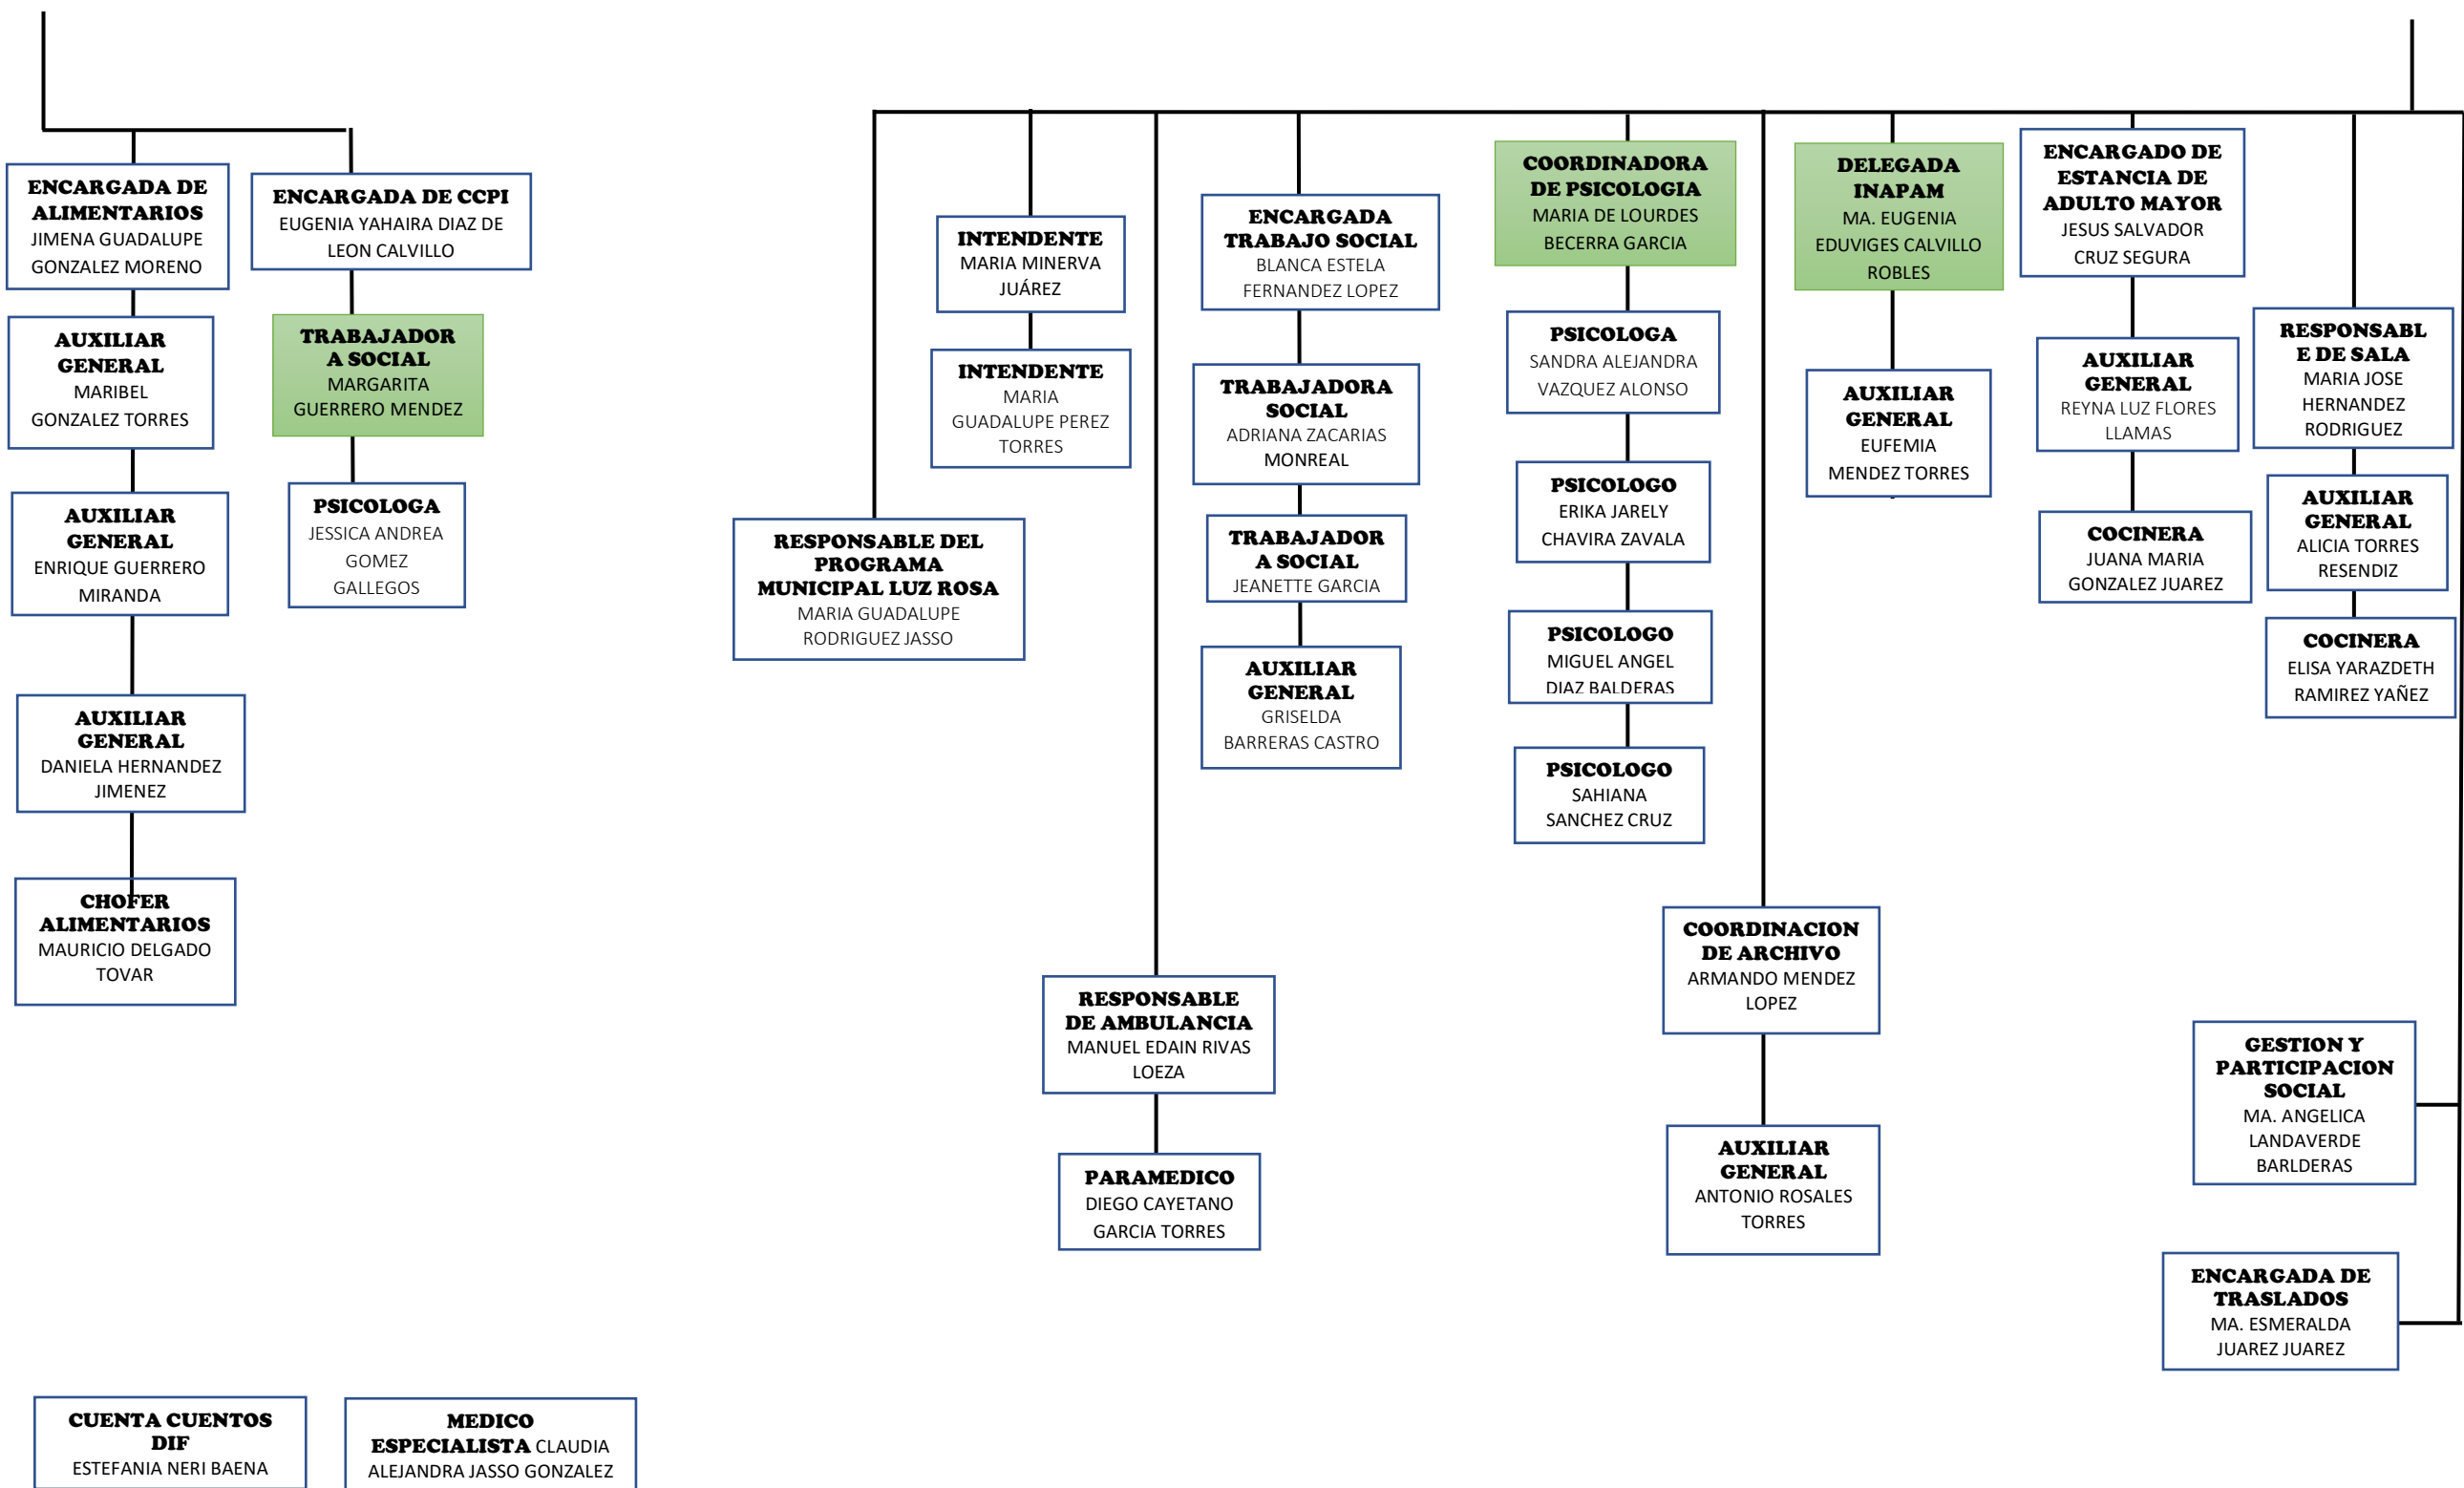 ENCARGADA DE
ALIMENTARIOS
JIMENA GUADALUPE
GONZALEZ MORENO
AUXILIAR
GENERAL
MARIBEL
GONZALEZ TORRES
AUXILIAR
GENERAL
ENRIQUE GUERRERO
MIRANDA
AUXILIAR
GENERAL
DANIELA HERNANDEZ
JIMENEZ
CHOFER
ALIMENTARIOS
MAURICIO DELGADO
TOVAR
ENCARGADA DE CCPI
EUGENIA YAHAIRA DIAZ DE
LEON CALVILLO
TRABAJADOR
A SOCIAL
MARGARITA
GUERRERO MENDEZ
PSICOLOGA
JESSICA ANDREA
GOMEZ
GALLEGOS
RESPONSABLE DEL
PROGRAMA
MUNICIPAL LUZ ROSA
MARIA GUADALUPE
RODRIGUEZ JASSO
INTENDENTE
MARIA MINERVA
JUÁREZ
INTENDENTE
MARIA
GUADALUPE PEREZ
TORRES
RESPONSABLE
DE AMBULANCIA
MANUEL EDAIN RIVAS
LOEZA
PARAMEDICO
DIEGO CAYETANO
GARCIA TORRES
ENCARGADA
TRABAJO SOCIAL
BLANCA ESTELA
FERNANDEZ LOPEZ
TRABAJADORA
SOCIAL
ADRIANA ZACARIAS
MONREAL
TRABAJADOR
A SOCIAL
JEANETTE GARCIA
AUXILIAR
GENERAL
GRISELDA
BARRERAS CASTRO
COORDINADORA
DE PSICOLOGIA
MARIA DE LOURDES
BECERRA GARCIA
PSICOLOGA
SANDRA ALEJANDRA
VAZQUEZ ALONSO
PSICOLOGO
ERIKA JARELY
CHAVIRA ZAVALA
PSICOLOGO
MIGUEL ANGEL
DIAZ BALDERAS
PSICOLOGO
SAHIANA
SANCHEZ CRUZ
COORDINACION
DE ARCHIVO
ARMANDO MENDEZ
LOPEZ
AUXILIAR
GENERAL
ANTONIO ROSALES
TORRES
DELEGADA
INAPAM
MA. EUGENIA
EDUVIGES CALVILLO
ROBLES
AUXILIAR
GENERAL
EUFEMIA
MENDEZ TORRES
ENCARGADO DE
ESTANCIA DE
ADULTO MAYOR
JESUS SALVADOR
CRUZ SEGURA
AUXILIAR
GENERAL
REYNA LUZ FLORES
LLAMAS
COCINERA
JUANA MARIA
GONZALEZ JUAREZ
RESPONSABL
E DE SALA
MARIA JOSE
HERNANDEZ
RODRIGUEZ
AUXILIAR
GENERAL
ALICIA TORRES
RESENDIZ
COCINERA
ELISA YARAZDETH
RAMIREZ YAÑEZ
GESTION Y
PARTICIPACION
SOCIAL
MA. ANGELICA
LANDAVERDE
BARLDERAS
ENCARGADA DE
TRASLADOS
MA. ESMERALDA
JUAREZ JUAREZ
CUENTA CUENTOS
DIF
ESTEFANIA NERI BAENA
MEDICO
ESPECIALISTA CLAUDIA
ALEJANDRA JASSO GONZALEZ